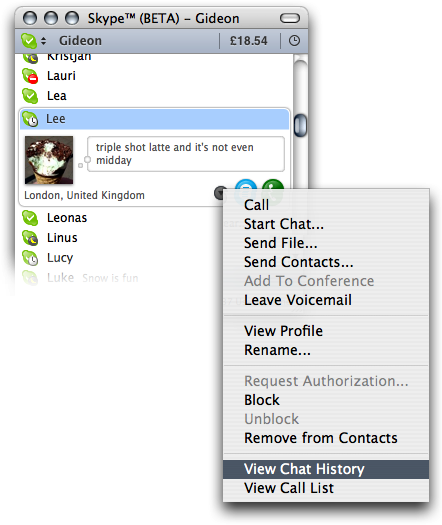 Skype™ (BETA) – Gideon
Gideon
£18.54
Kristjan
Lauri
Lea
Lee
triple shot latte and it's not even
midday
London, United Kingdom
Leonas
Linus
Lucy
Luke Snow is fun
Call
Start Chat...
Send File...
Send Contacts...
Add To Conference
Leave Voicemail
View Profile
Rename...
Request Authorization...
Block
Unblock
Remove from Contacts
View Chat History
View Call List